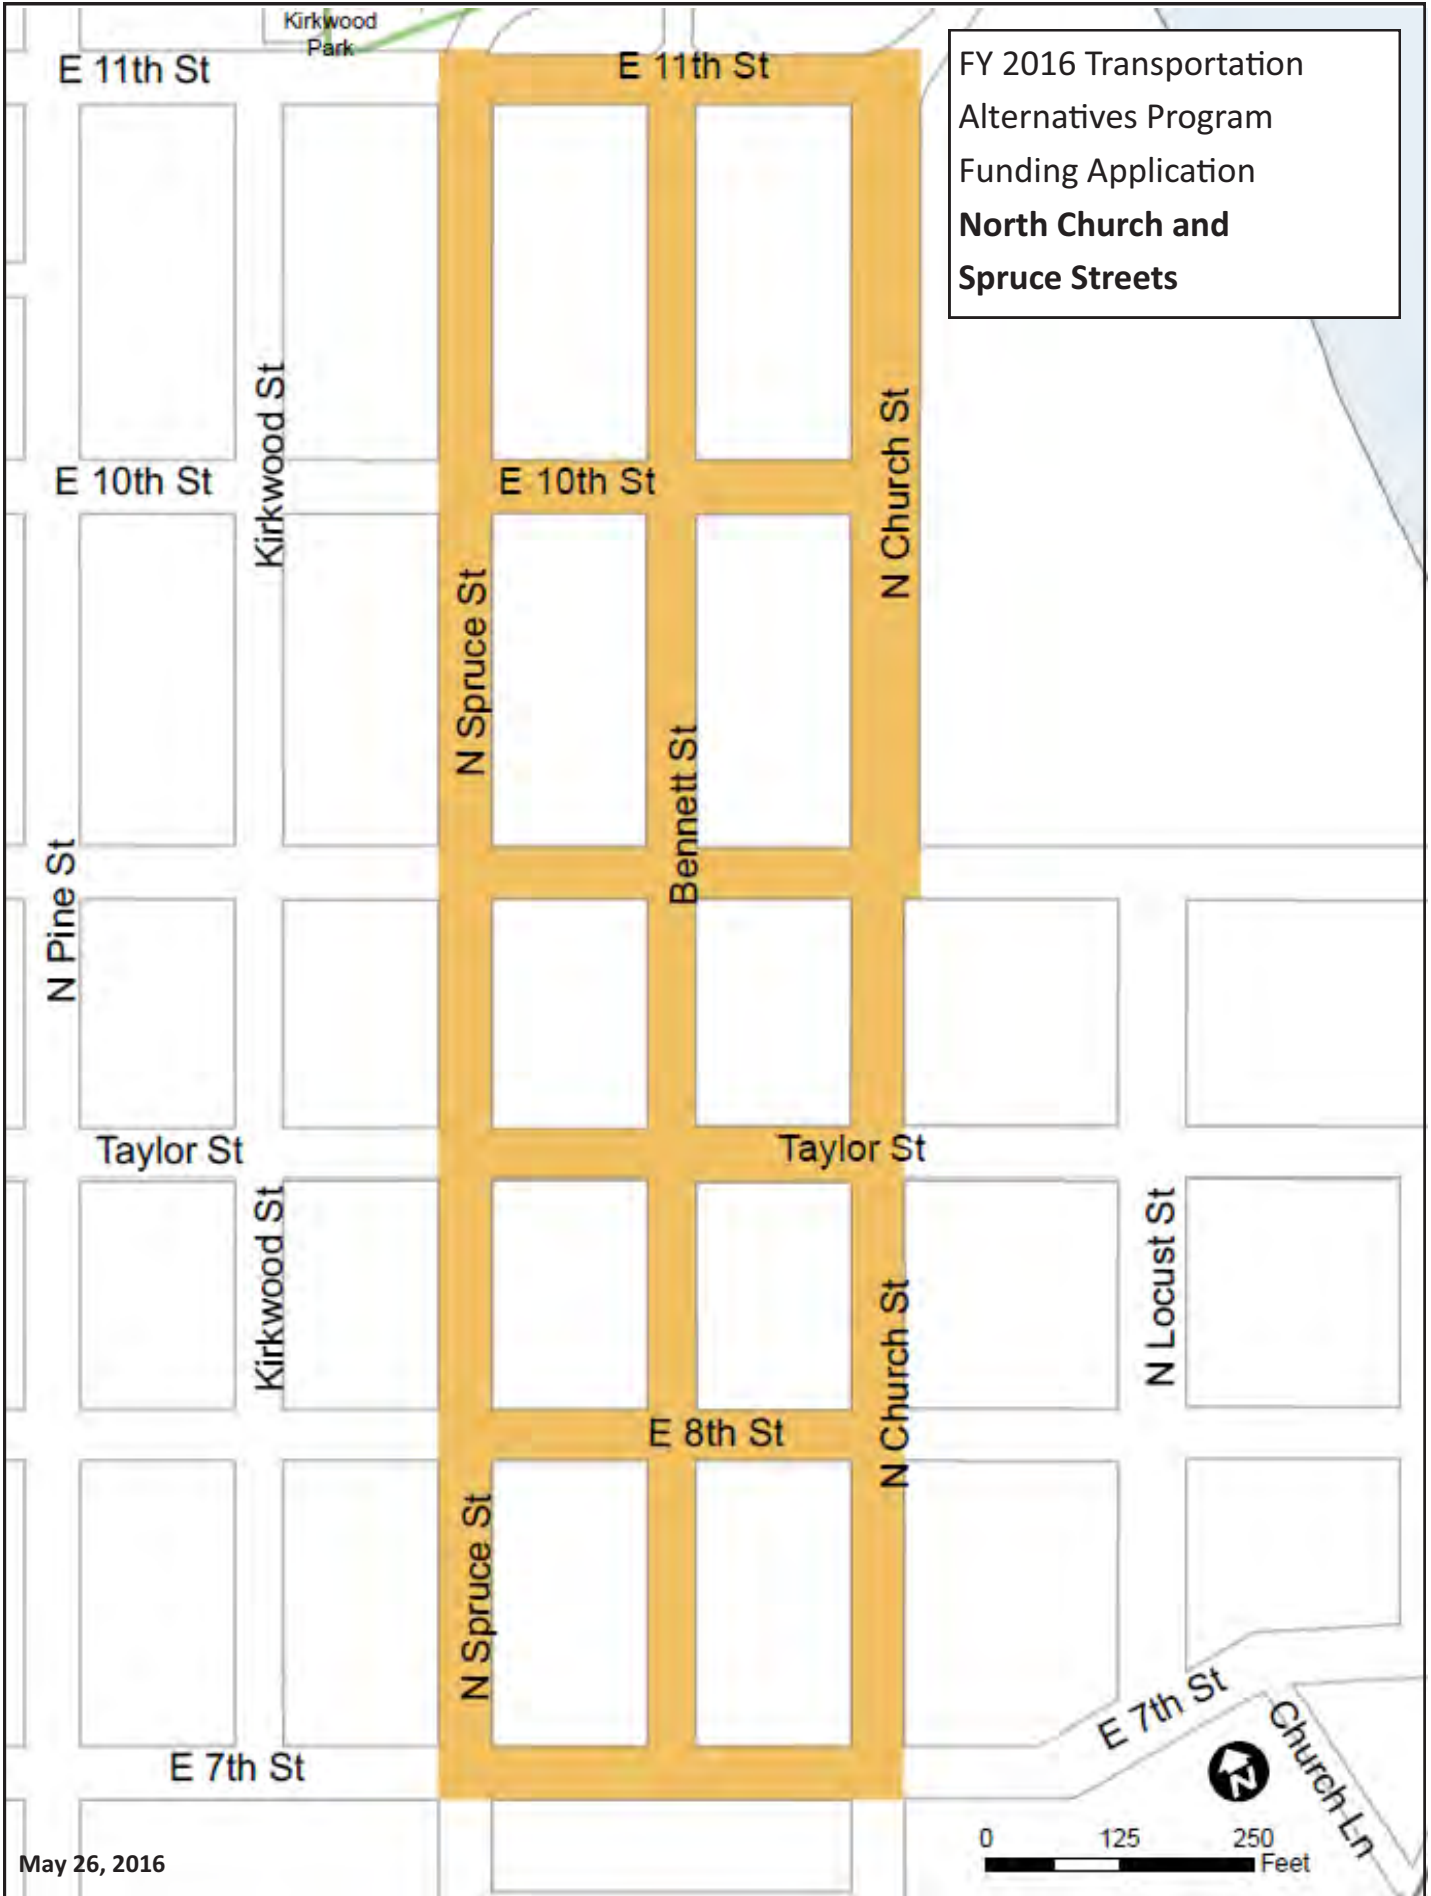 Kirkwood
Park
E 11th St
E 11th St
FY 2016 Transportation
Alternatives Program
Funding Application
North Church and
Spruce Streets
Kirkwood St
N Church St
E 10th St
E 10th St
N Spruce St
Bennett St
N Pine St
Taylor St
Taylor St
Kirkwood St
N Locust St
N Church St
E 8th St
N Spruce St
E 7th St
E 7th St
Church Ln
N
0 125 250
Feet
May 26, 2016